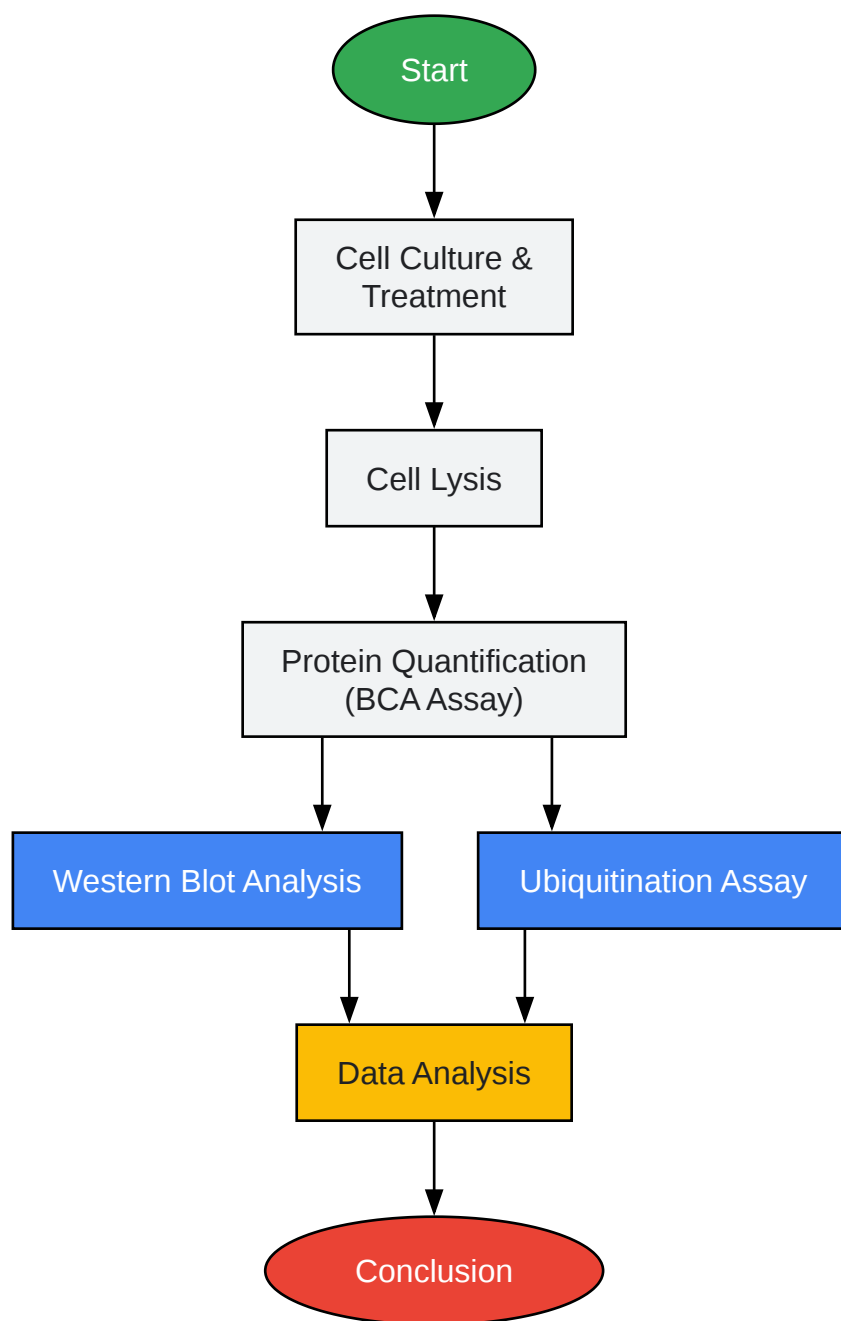 Start
Cell Culture &
Treatment
Cell Lysis
Protein Quantification
(BCA Assay)
Western Blot Analysis
Ubiquitination Assay
Data Analysis
Conclusion